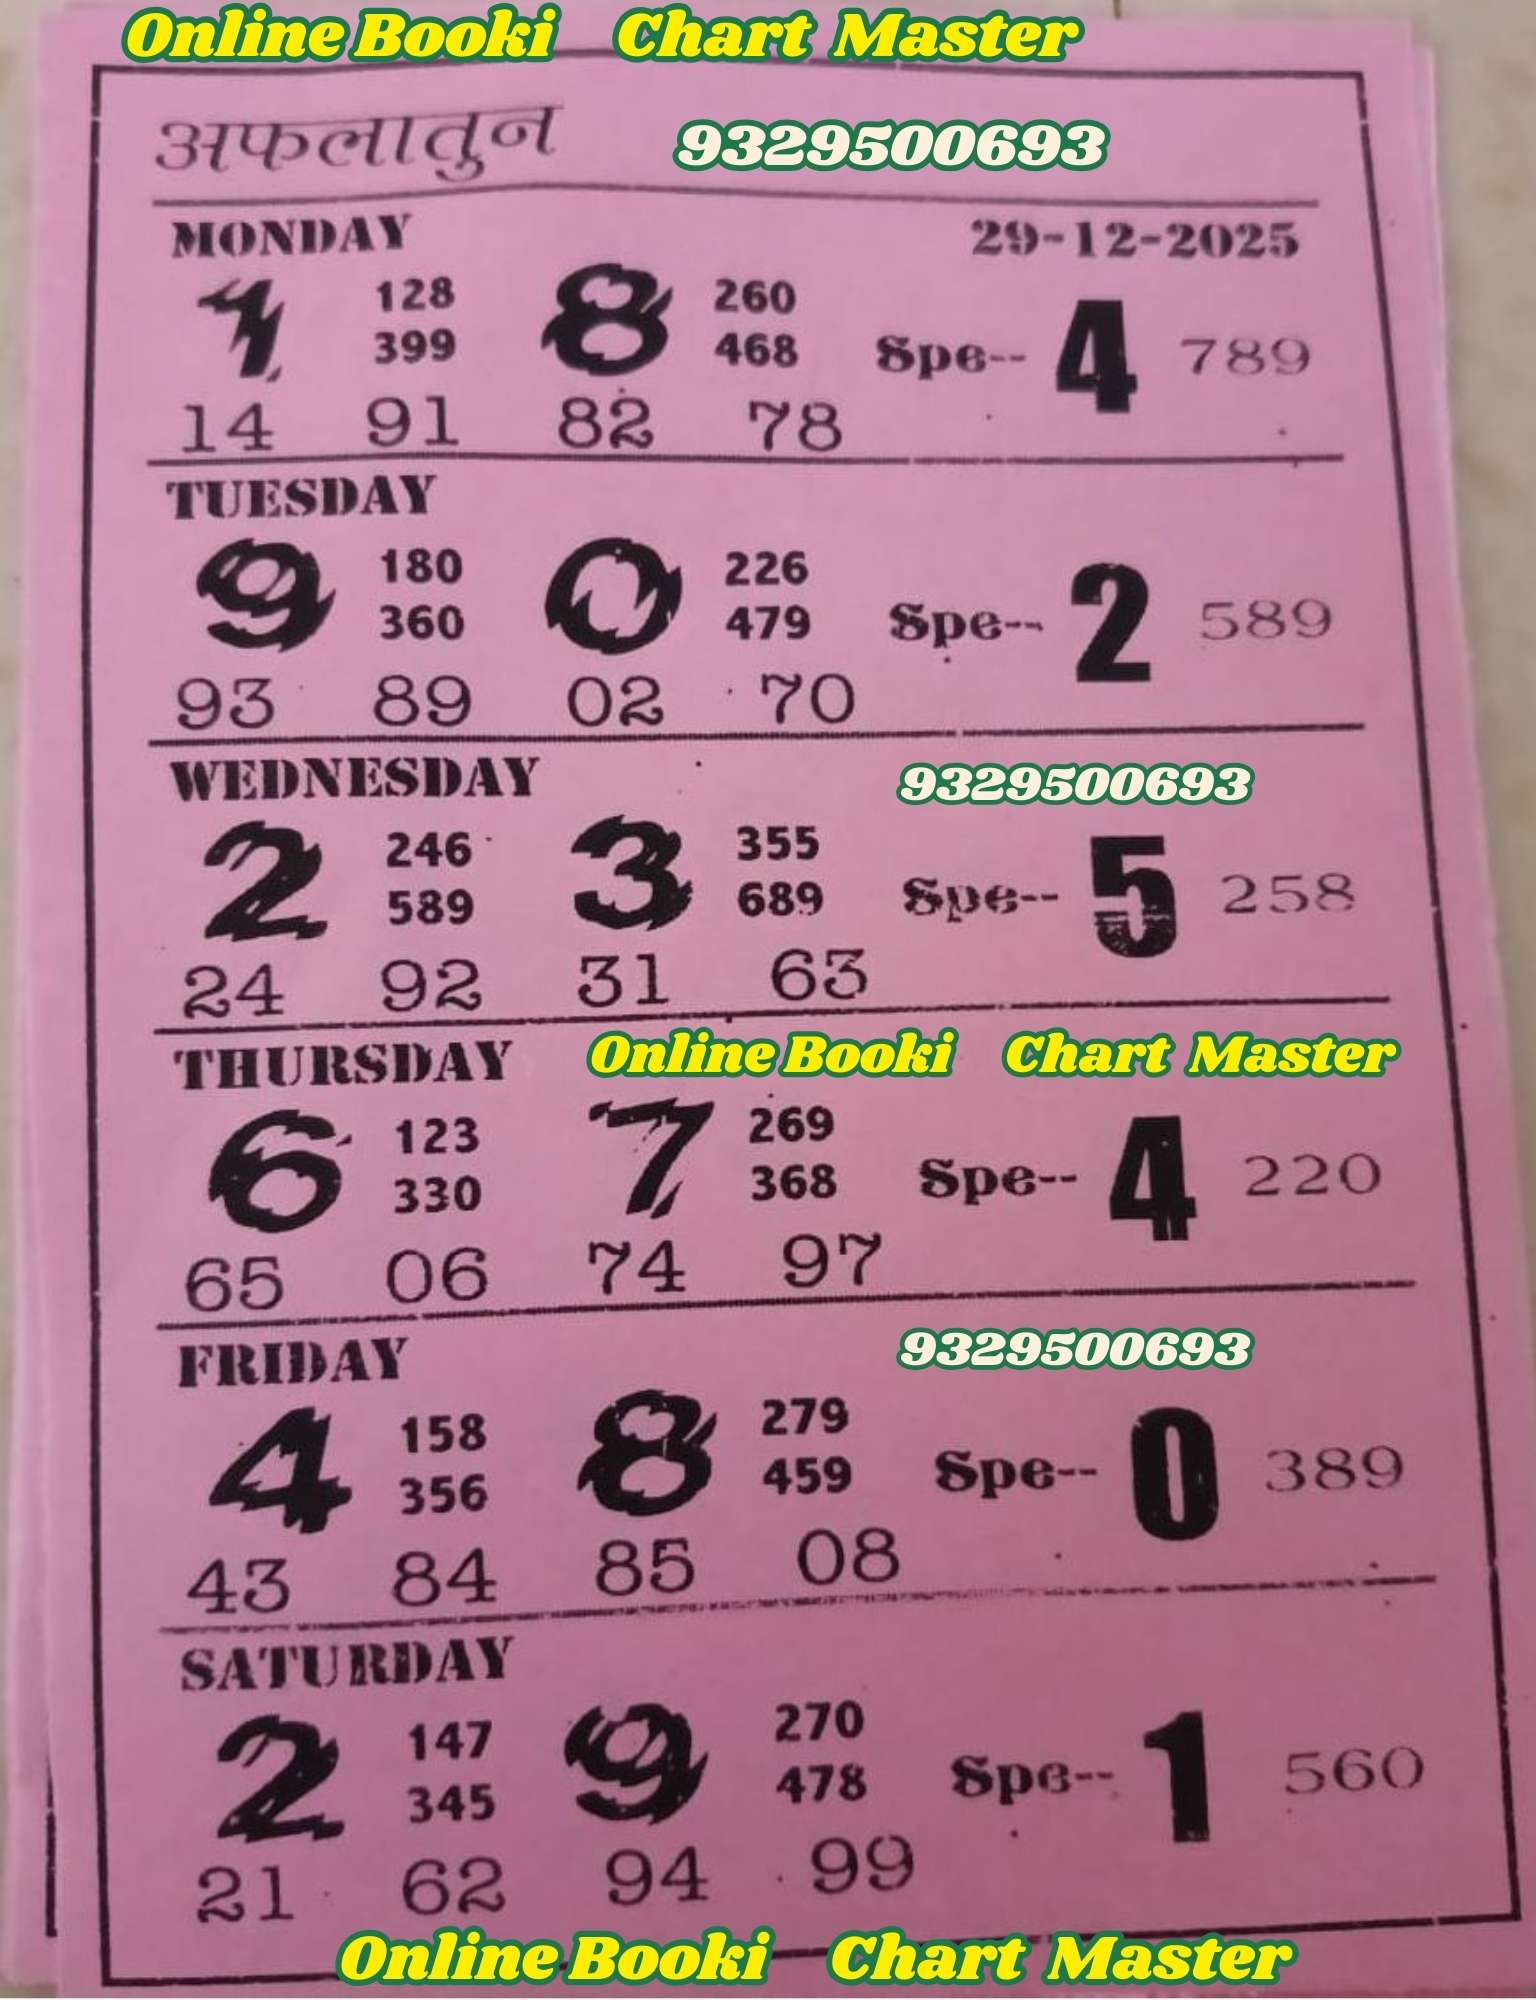 Online Booki Chart Master
अफलातुन 9329500693
MONDAY 29-12-2025
1 128 8 260 Spe-- 4 789
399 468
14 91 82 78
TUESDAY
9 180 0 226 Spe-- 2 589
360 479
93 89 02 70
WEDNESDAY 9329500693
2 246 3 355 Spe-- 5 258
589 689
24 92 31 63
THURSDAY Online Booki Chart Master
6 123 7 269 Spe-- 4 220
330 368
65 06 74 97
FRIDAY 9329500693
4 158 8 279 Spe-- 0 389
356 459
43 84 85 08
SATURDAY
2 147 9 270 Spe-- 1 560
345 478
21 62 94 99
Online Booki Chart Master